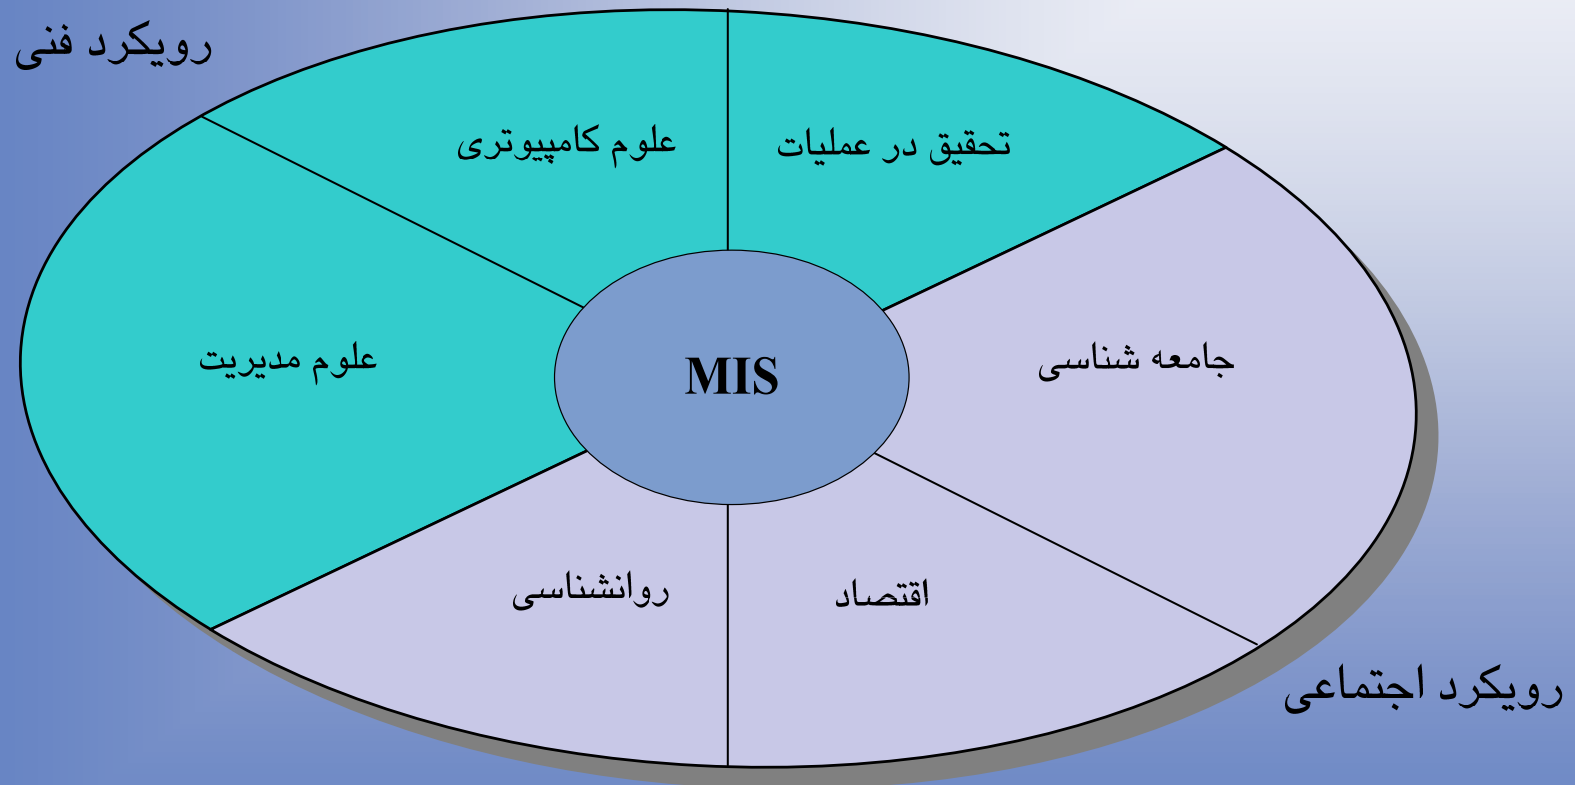 رویکرد فنی
تحقیق در عملیات
علوم کامپیوتری
جامعه شناسی
MIS
علوم مدیریت
اقتصاد
روانشناسی
رویکرد اجتماعی